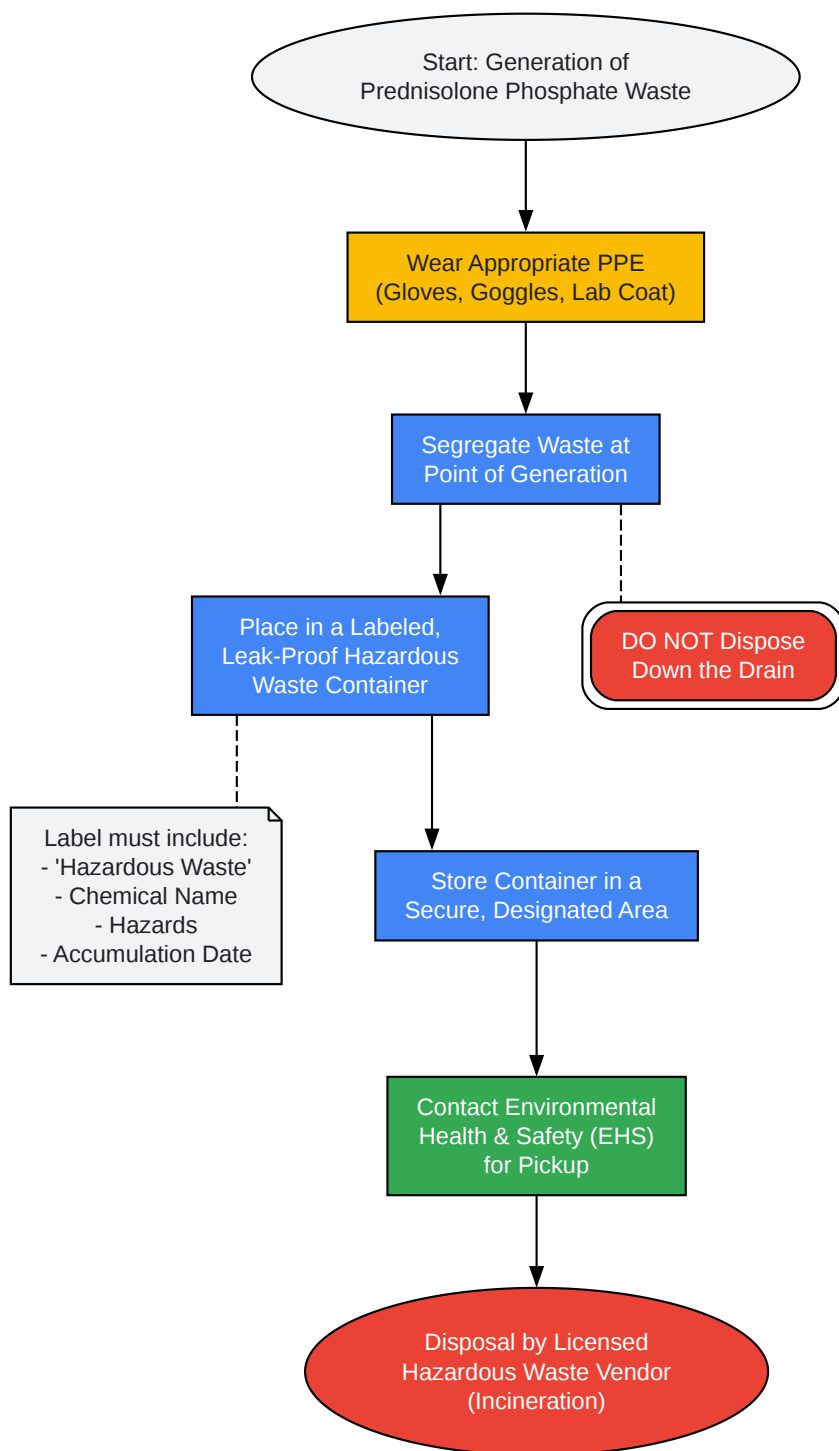 Start: Generation of
Prednisolone Phosphate Waste
Wear Appropriate PPE
(Gloves, Goggles, Lab Coat)
Segregate Waste at
Point of Generation
Place in a Labeled,
Leak-Proof Hazardous
Waste Container
DO NOT Dispose
Down the Drain
Label must include:
- 'Hazardous Waste'
- Chemical Name
- Hazards
- Accumulation Date
Store Container in a
Secure, Designated Area
Contact Environmental
Health & Safety (EHS)
for Pickup
Disposal by Licensed
Hazardous Waste Vendor
(Incineration)